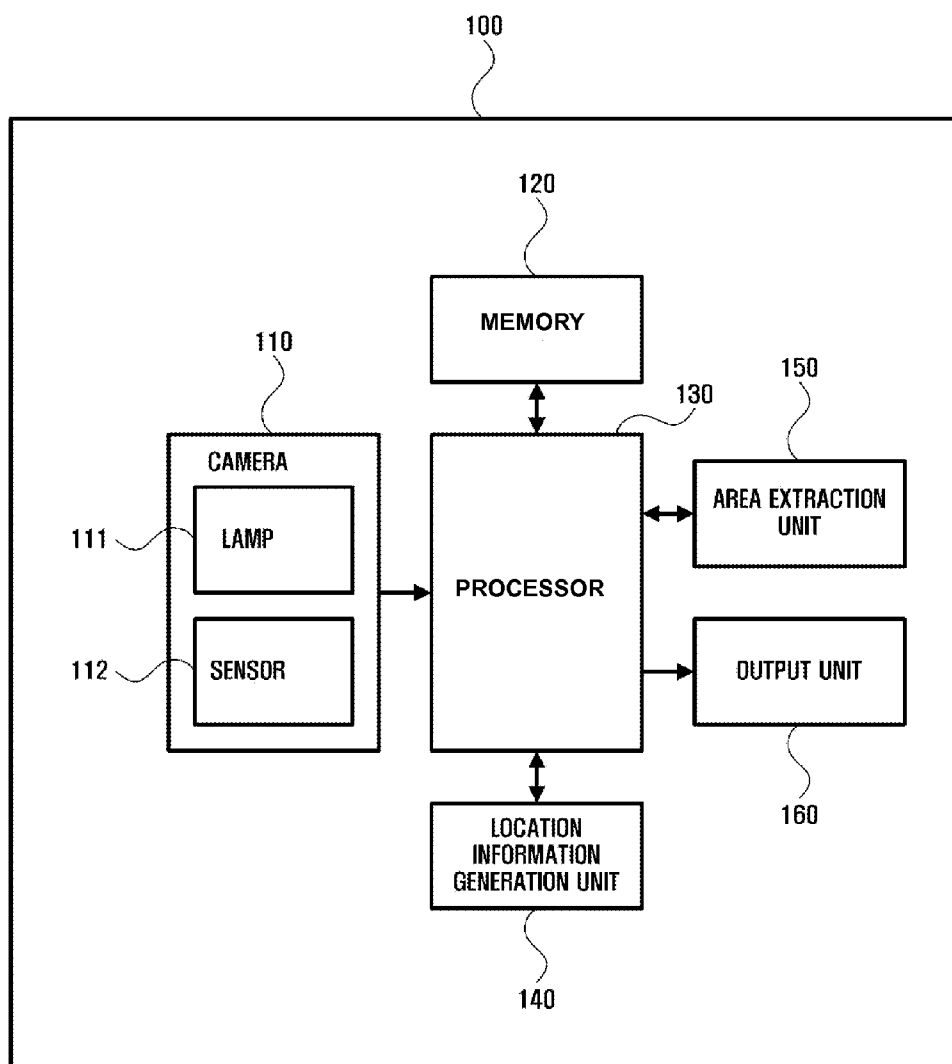 100
120
MEMORY
110
130
150
CAMERA
LAMP
111
AREA EXTRACTION
UNIT
PROCESSOR
112
SENSOR
OUTPUT UNIT
160
LOCATION
INFORMATION
GENERATION UNIT
140